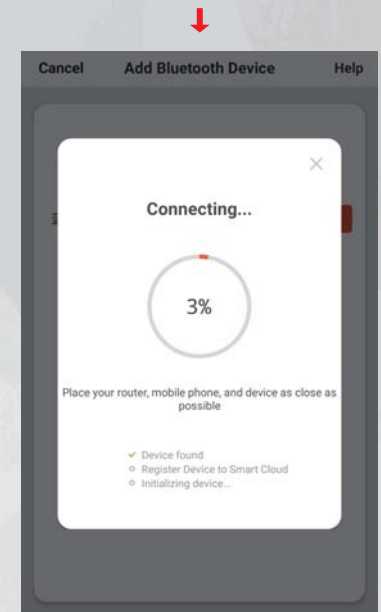 Cancel Add Bluetooth Device Help
Connecting...
3%
Place your router, mobile phone, and device as close as
possible
Device found
Register Device to Smart Cloud
Initializing device...